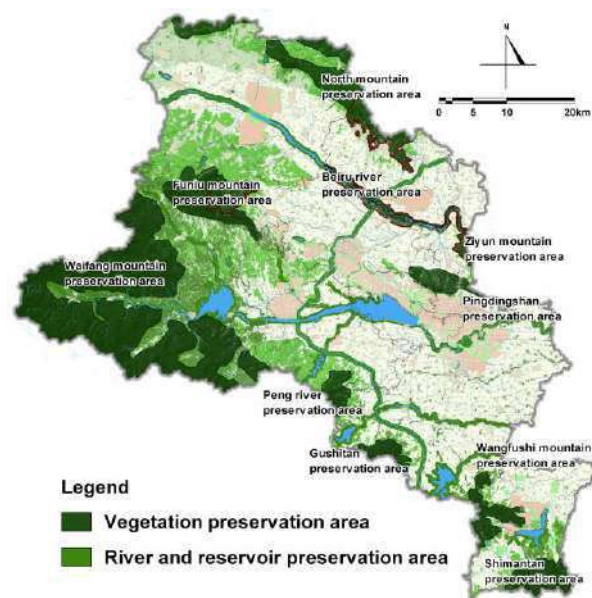 N
0 5 10 20km
North mountain
preservation area
Beiru river
preservation area
Funiu mountain
preservation area
Ziyun mountain
preservation area
Waifang mountain
preservation area
Pingdingshan
preservation area
Peng river
preservation area
Gushitan
preservation area
Wangfushi mountain
preservation area
Shimantan
preservation area
Legend
Vegetation preservation area
River and reservoir preservation area